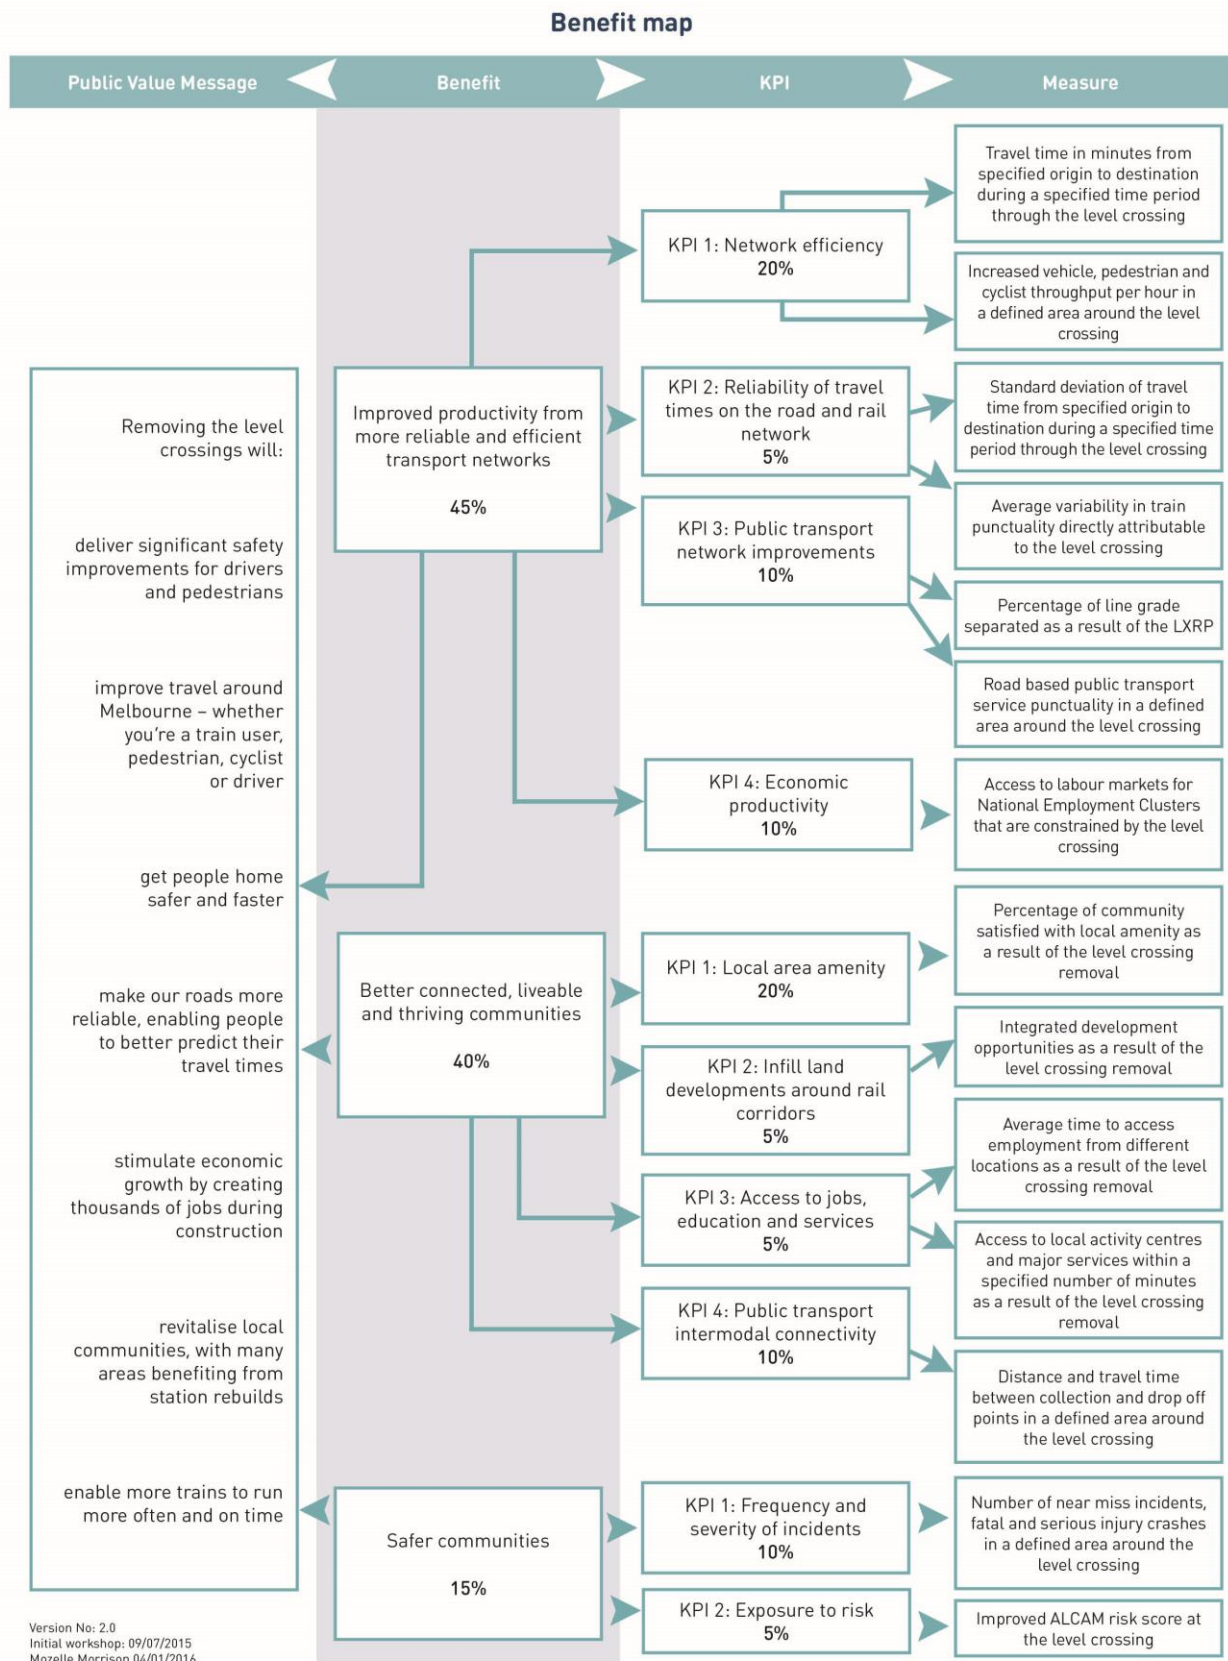 Benefit map
Public Value Message
Benefit
KPI
Measure
Removing the level
crossings will:
deliver significant safety
improvements for drivers
and pedestrians
improve travel around
Melbourne – whether
you're a train user,
pedestrian, cyclist
or driver
get people home
safer and faster
make our roads more
reliable, enabling people
to better predict their
travel times
stimulate economic
growth by creating
thousands of jobs during
construction
revitalise local
communities, with many
areas benefiting from
station rebuilds
enable more trains to run
more often and on time
Improved productivity from
more reliable and efficient
transport networks
45%
KPI 1: Network efficiency
20%
Travel time in minutes from
specified origin to destination
during a specified time period
through the level crossing
Increased vehicle, pedestrian and
cyclist throughput per hour in
a defined area around the level
crossing
KPI 2: Reliability of travel
times on the road and rail
network
5%
Standard deviation of travel
time from specified origin to
destination during a specified time
period through the level crossing
Average variability in train
punctuality directly attributable
to the level crossing
KPI 3: Public transport
network improvements
10%
Percentage of line grade
separated as a result of the LXRP
Road based public transport
service punctuality in a defined
area around the level crossing
KPI 4: Economic
productivity
10%
Access to labour markets for
National Employment Clusters
that are constrained by the level
crossing
Better connected, liveable
and thriving communities
40%
KPI 1: Local area amenity
20%
Percentage of community
satisfied with local amenity as
a result of the level crossing
removal
KPI 2: Infill land
developments around rail
corridors
5%
Integrated development
opportunities as a result of the
level crossing removal
KPI 3: Access to jobs,
education and services
5%
Average time to access
employment from different
locations as a result of the level
crossing removal
Access to local activity centres
and major services within a
specified number of minutes
as a result of the level crossing
removal
KPI 4: Public transport
intermodal connectivity
10%
Distance and travel time
between collection and drop off
points in a defined area around
the level crossing
Safer communities
15%
KPI 1: Frequency and
severity of incidents
10%
Number of near miss incidents,
fatal and serious injury crashes
in a defined area around the
level crossing
KPI 2: Exposure to risk
5%
Improved ALCAM risk score at
the level crossing
Version No: 2.0
Initial workshop: 09/07/2015
Mozelle Morrison 04/01/2016